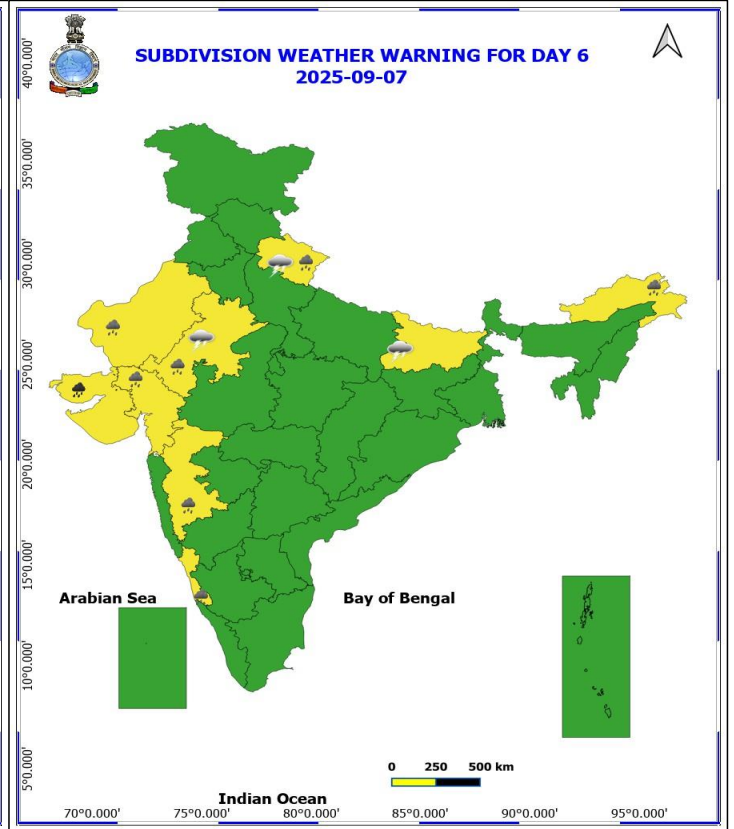 SUBDIVISION WEATHER WARNING FOR DAY 6
2025-09-07
40°0.000'
35°0.000'
30°0.000'
25°0.000'
20°0.000'
15°0.000'
10°0.000'
5°0.000'
Arabian Sea
Bay of Bengal
0 250 500 km
Indian Ocean
70°0.000' 75°0.000' 80°0.000' 85°0.000' 90°0.000' 95°0.000'